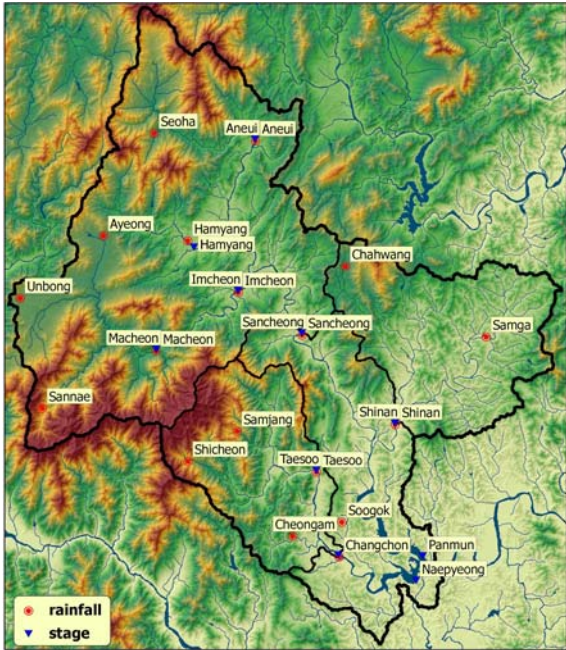 Seoha
Aneui Aneui
Ayeong
Hamyang
Hamyang
Chahwang
Imcheon Imcheon
Unbong
Sancheong Sancheong
Samga
Macheon Macheon
Sannae
Shinan Shinan
Samjang
Shicheon
Taesoo Taesoo
Soogok
Cheongam
Changchon
Panmun
Naepyeong
rainfall
stage